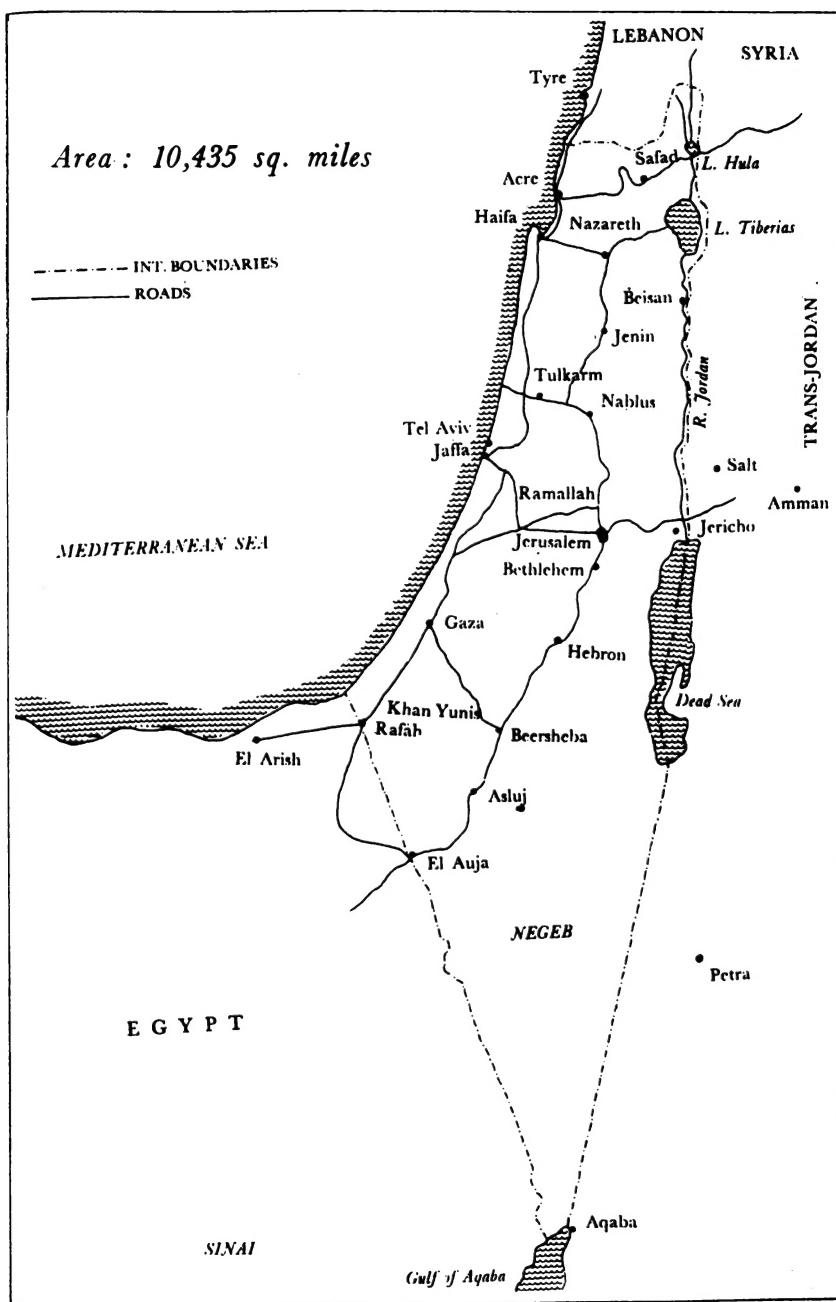 LEBANON
SYRIA
Tyre
Area : 10,435 sq. miles
Safad
L. Hula
Acre
Haifa
Nazareth
L. Tiberias
INT. BOUNDARIES
ROADS
Beisan
Jenin
TRANS-JORDAN
R. Jordan
Tulkarm
Nablus
Tel Aviv
Jaffa
Salt
Ramallah
Amman
Jericho
MEDITERRANEAN SEA
Jerusalem
Bethlehem
Gaza
Hebron
Dead Sea
Khan Yunis
Rafah
Beersheba
El Arish
Asluj
El Auja
NEGEB
Petra
EGYPT
Aqaba
SINAI
Gulf of Aqaba